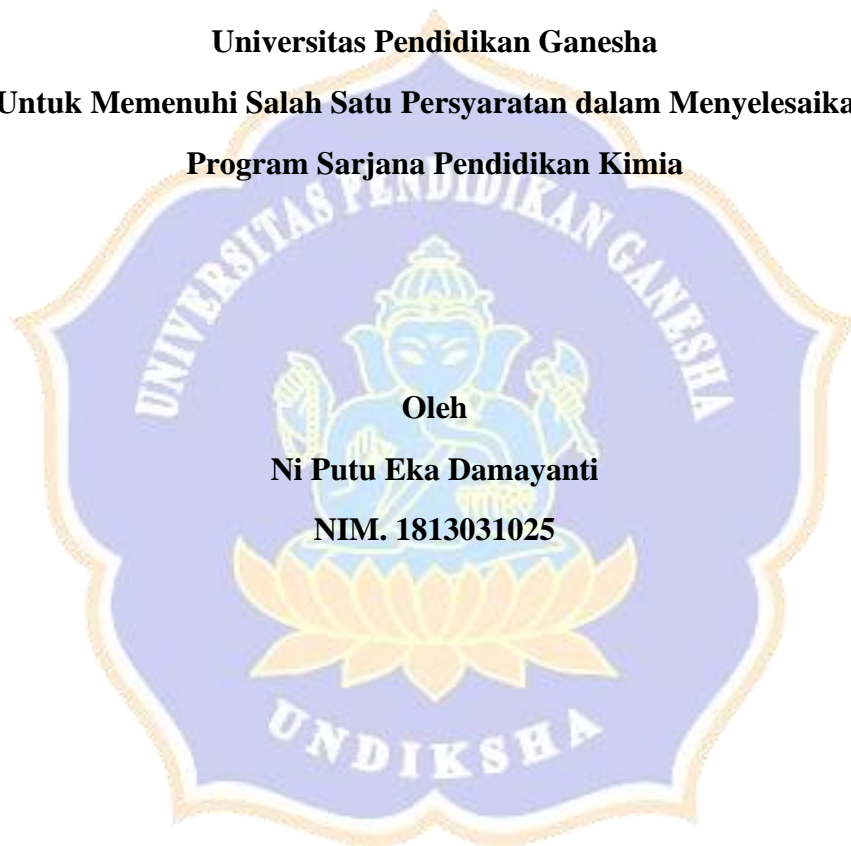 Universitas Pendidikan Ganesha
Untuk Memenuhi Salah Satu Persyaratan dalam Menyelesaika
Program Sarjana Pendidikan Kimia
UNIVERSITAS PENDIDIKAN GANESHA
Oleh
Ni Putu Eka Damayanti
NIM. 1813031025
UNDIKSHA